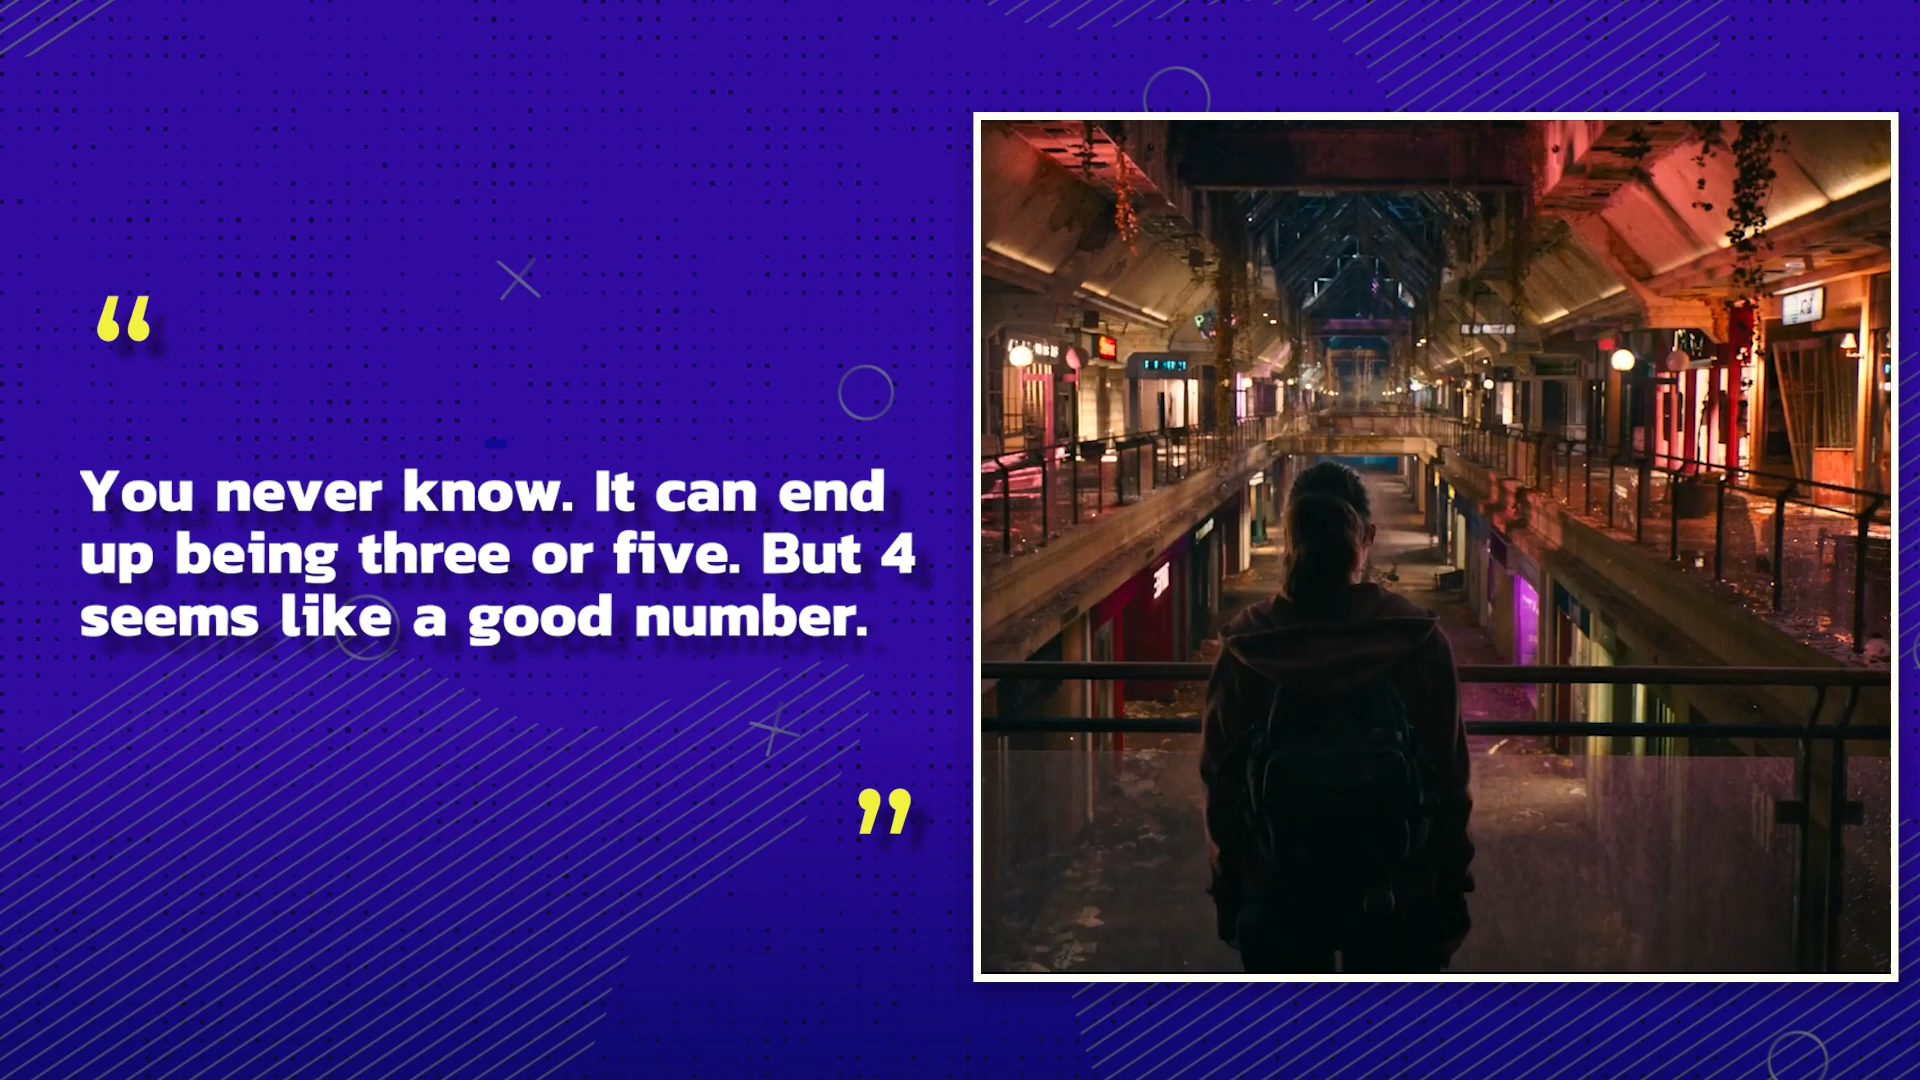 “
You never know. It can end
up being three or five. But 4
seems like a good number.
”